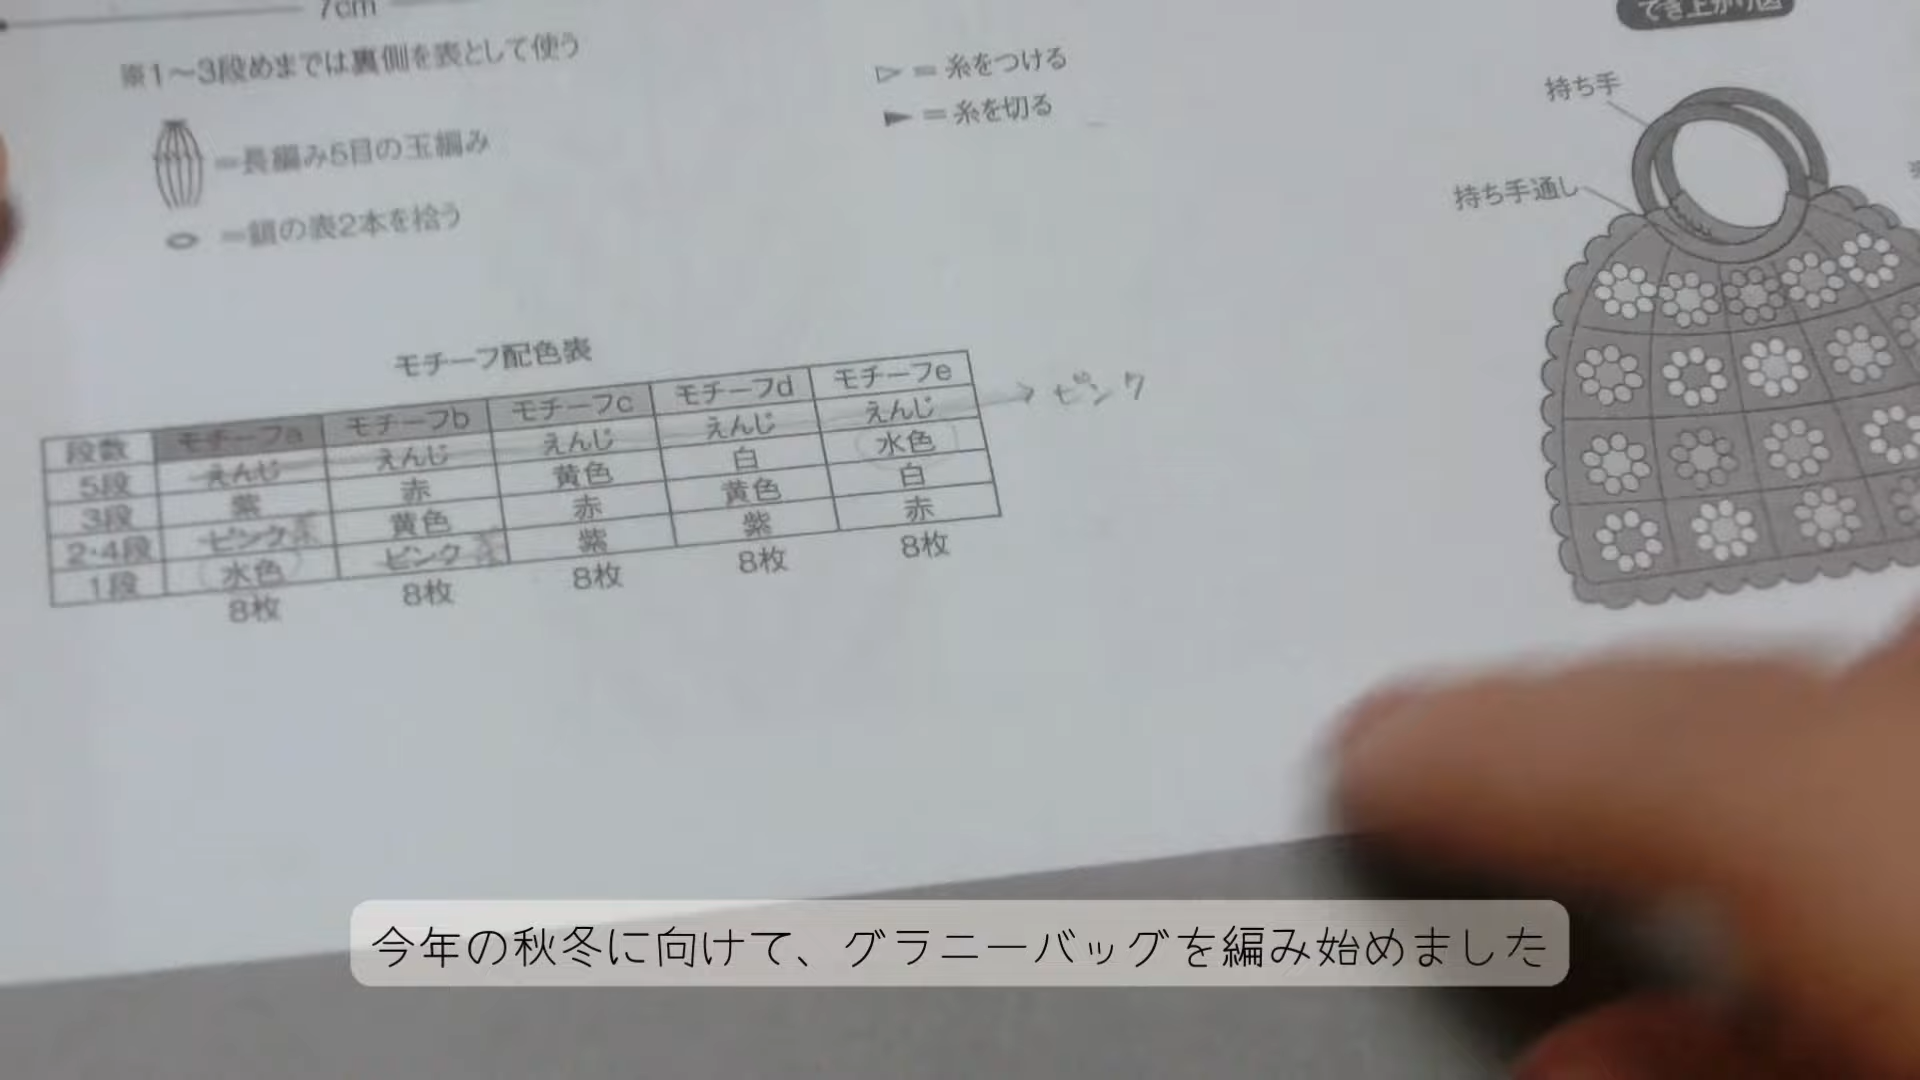 7cm
でき上がり図
※1〜3段めまでは裏側を表として使う
=長編み5目の玉編み
=鎖の表2本を拾う
=糸をつける
=糸を切る
持ち手
持ち手通し
モチーフ配色表
段数 モチーフa モチーフb モチーフc モチーフd モチーフe
5段 えんじ えんじ えんじ えんじ えんじ → ピンク
3段 紫 赤 黄色 白 水色
2・4段 ピンク 黄色 赤 黄色 白
1段 水色 ピンク 紫 紫 赤
8枚 8枚 8枚 8枚 8枚
今年の秋冬に向けて、グラニーバッグを編み始めました